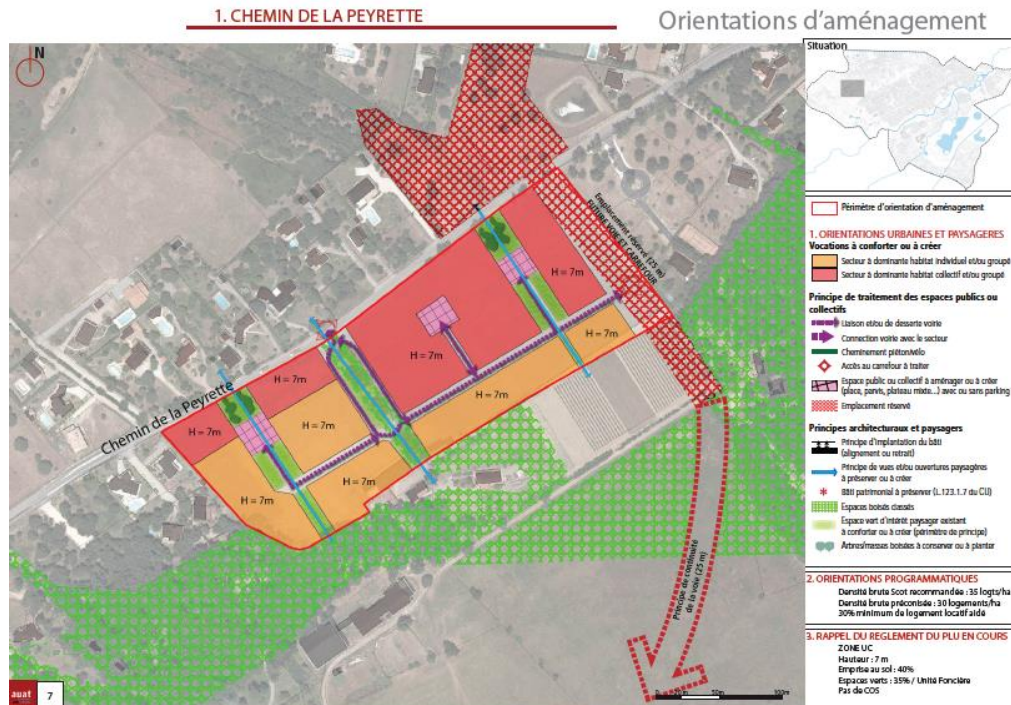 1. CHEMIN DE LA PEYRETTE
Orientations d'aménagement
N
Situation
Emplacement réservé (25 m)
FUTURE VOIE ET CARREFOUR
H = 7m
H = 7m
H = 7m
H = 7m
H = 7m
H = 7m
H = 7m
H = 7m
H = 7m
Chemin de la Peyrette
Principe de continuité
de la voie (25 m)
auat
7
50m
100m
Périmètre d'orientation d'aménagement
1. ORIENTATIONS URBAINES ET PAYSAGERES
Vocations à conforter ou à créer
Secteur à dominante habitat individuel et/ou groupé
Secteur à dominante habitat collectif et/ou groupé
Principe de traitement des espaces publics ou
collectifs
Liaison et/ou de desserte voirie
Connection voirie avec le secteur
Cheminement piéton/vélo
Accès au carrefour à traiter
Espace public ou collectif à aménager ou à créer
(place, parvis, plateau mixte...) avec ou sans parking
Emplacement réservé
Principes architecturaux et paysagers
Principe d'implantation du bâti
(alignement ou retrait)
Principe de vues et/ou ouvertures paysagères
à préserver ou à créer
Bâti patrimonial à préserver (L.123.1.7 du CU)
Espaces boisés classés
Espace vert d'intérêt paysager existant
à conforter ou à créer (périmètre de principe)
Arbres/masses boisées à conserver ou à planter
2. ORIENTATIONS PROGRAMMATIQUES
Densité brute Scot recommandée : 35 logts/ha
Densité brute préconisée : 30 logements/ha
30% minimum de logement locatif aidé
3. RAPPEL DU REGLEMENT DU PLU EN COURS
ZONE UC
Hauteur : 7 m
Emprise au sol : 40%
Espaces verts : 35% / Unité Foncière
Pas de COS